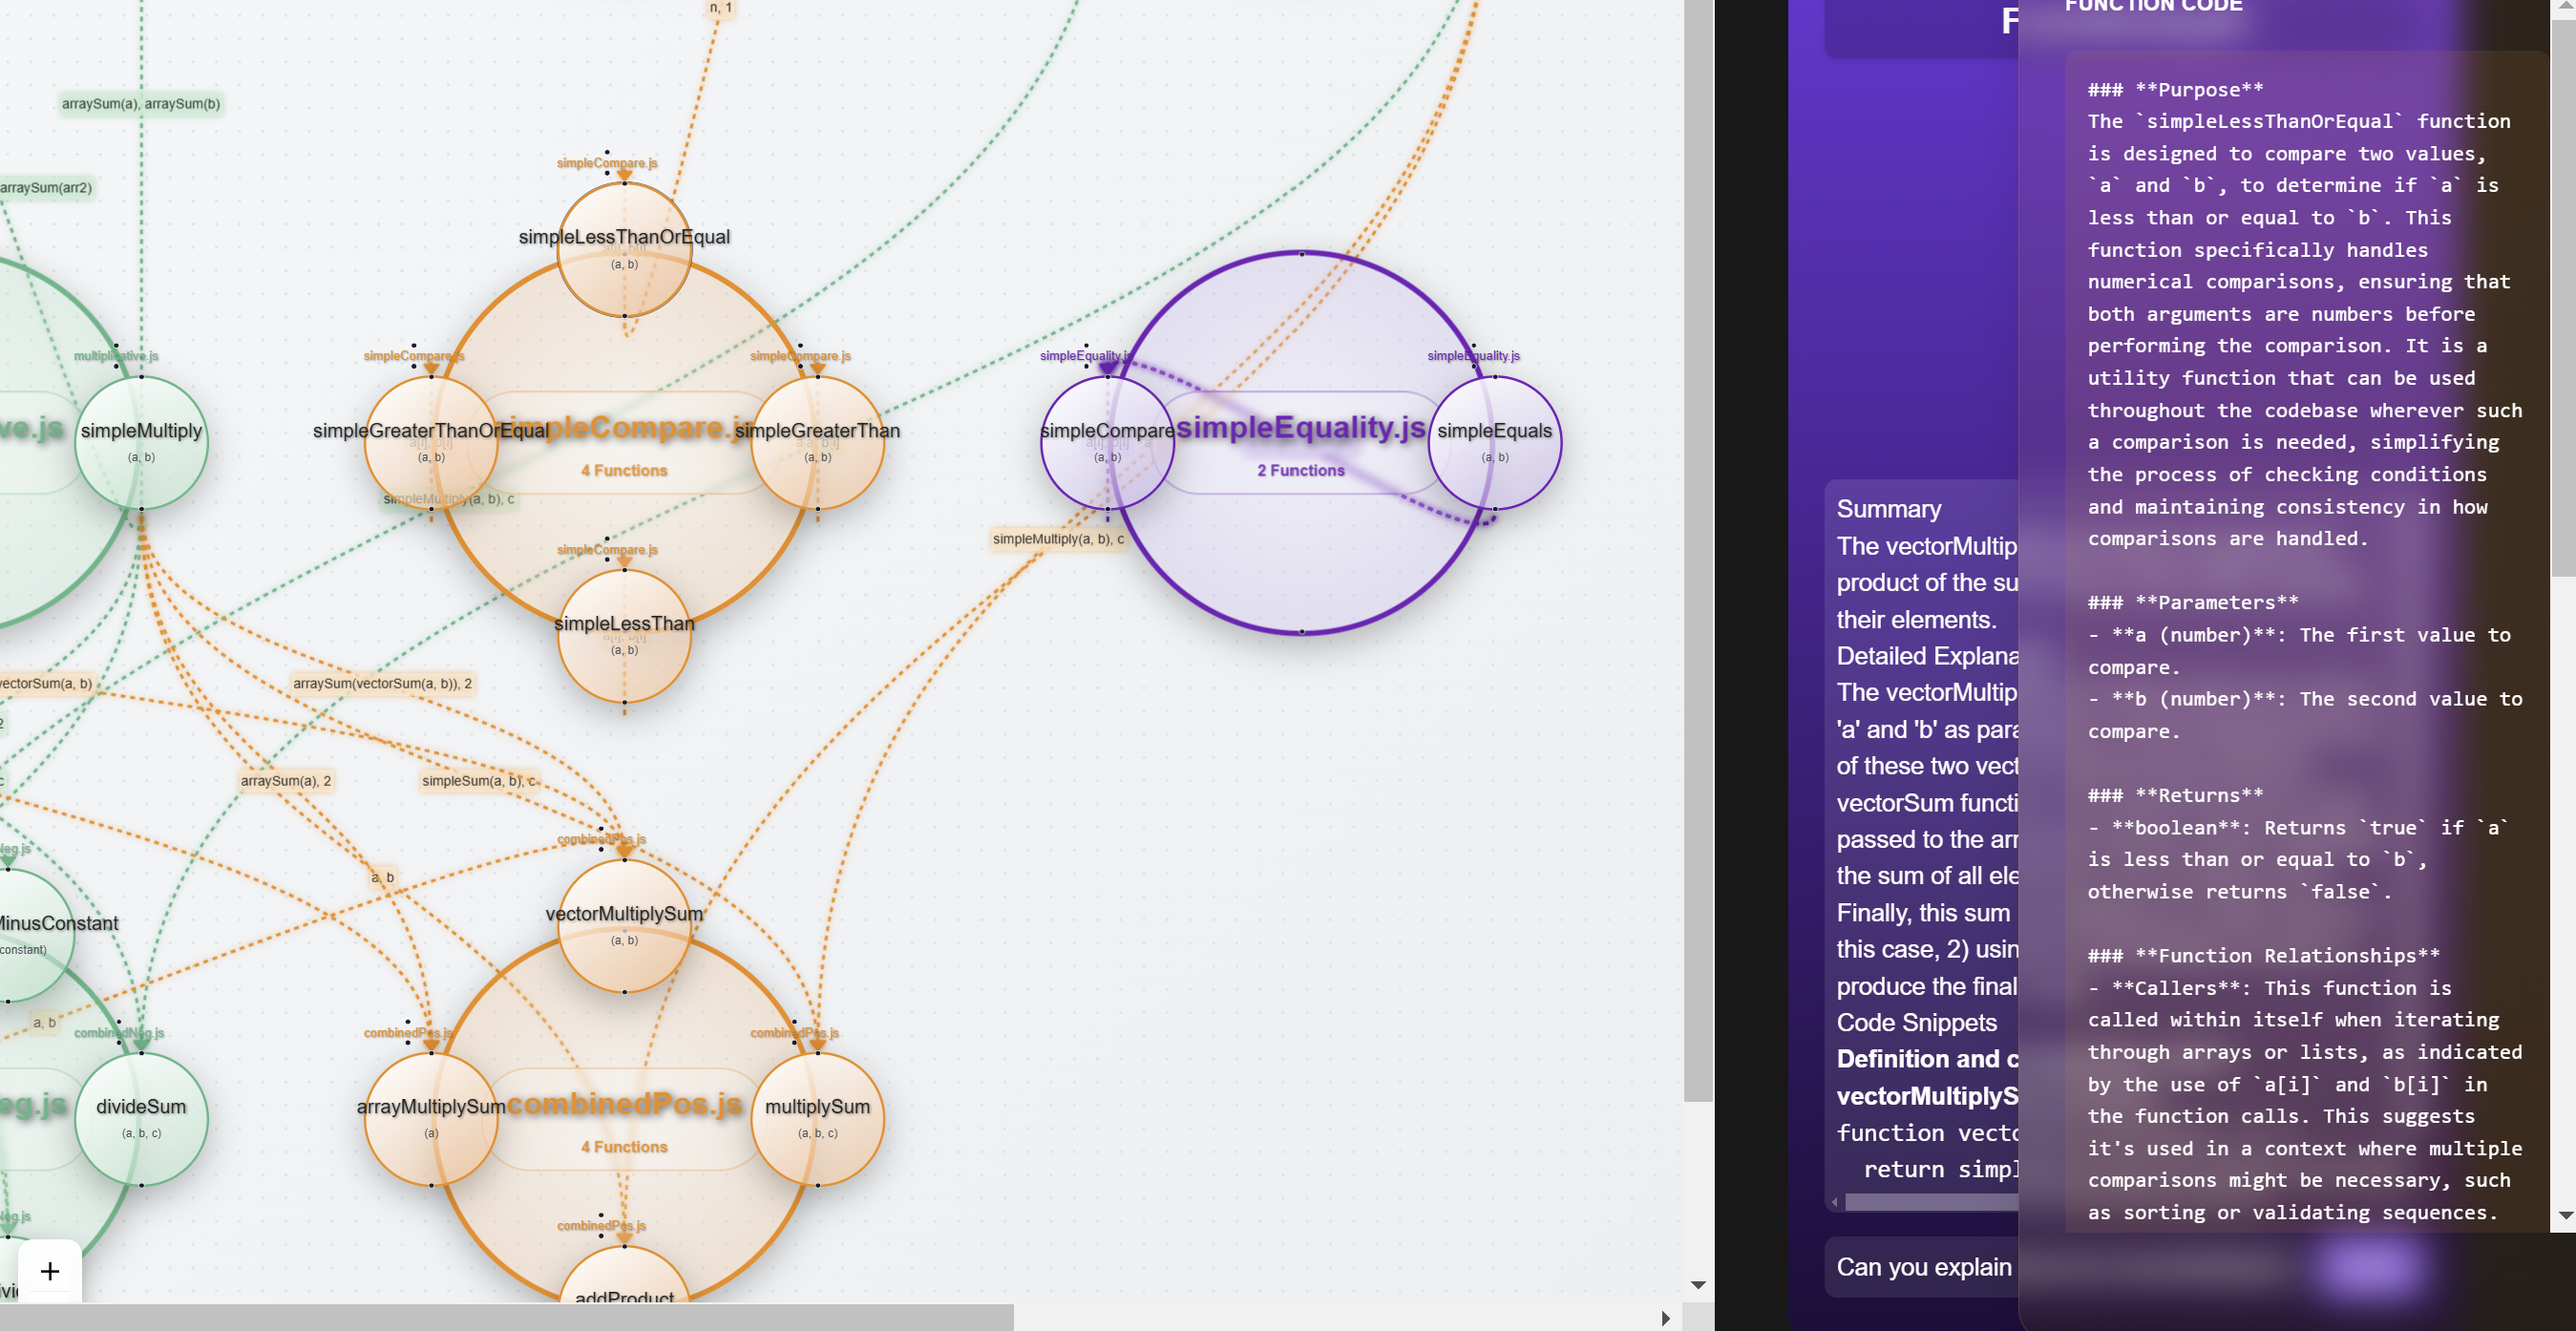 n, 1
arraySum(a), arraySum(b)
arraySum(arr2)
simpleCompare.js
simpleLessThanOrEqual
(a, b)
multiplicative.js
simpleCompare.js
simpleCompare.js
simpleEquality.js
simpleEquality.js
ve.js
simpleMultiply
(a, b)
simpleGreaterThanOrEqual
(a, b)
simpleCompare.js
4 Functions
simpleGreaterThan
(a, b)
simpleCompare
(a, b)
simpleEquality.js
2 Functions
simpleEquals
(a, b)
simpleMultiply(a, b), c
simpleMultiply(a, b), c
simpleCompare.js
simpleLessThan
(a, b)
vectorSum(a, b)
arraySum(vectorSum(a, b)), 2
2
c
arraySum(a), 2
simpleSum(a, b), c
combinedPos.js
Neg.js
a, b
vectorMultiplySum
(a, b)
MinusConstant
constant)
a, b
combinedNeg.js
combinedPos.js
combinedPos.js
eg.js
divideSum
(a, b, c)
arrayMultiplySum
(a)
combinedPos.js
4 Functions
multiplySum
(a, b, c)
Neg.js
combinedPos.js
+
addProduct
F
Summary
The vectorMultip
product of the su
their elements.
Detailed Explana
The vectorMultip
'a' and 'b' as para
of these two vect
vectorSum functi
passed to the arr
the sum of all ele
Finally, this sum
this case, 2) usin
produce the final
Code Snippets
Definition and c
vectorMultiplyS
function vecto
return simpl
Can you explain
FUNCTION CODE
### **Purpose**
The `simpleLessThanOrEqual` function
is designed to compare two values,
`a` and `b`, to determine if `a` is
less than or equal to `b`. This
function specifically handles
numerical comparisons, ensuring that
both arguments are numbers before
performing the comparison. It is a
utility function that can be used
throughout the codebase wherever such
a comparison is needed, simplifying
the process of checking conditions
and maintaining consistency in how
comparisons are handled.
### **Parameters**
- **a (number)**: The first value to
compare.
- **b (number)**: The second value to
compare.
### **Returns**
- **boolean**: Returns `true` if `a`
is less than or equal to `b`,
otherwise returns `false`.
### **Function Relationships**
- **Callers**: This function is
called within itself when iterating
through arrays or lists, as indicated
by the use of `a[i]` and `b[i]` in
the function calls. This suggests
it's used in a context where multiple
comparisons might be necessary, such
as sorting or validating sequences.